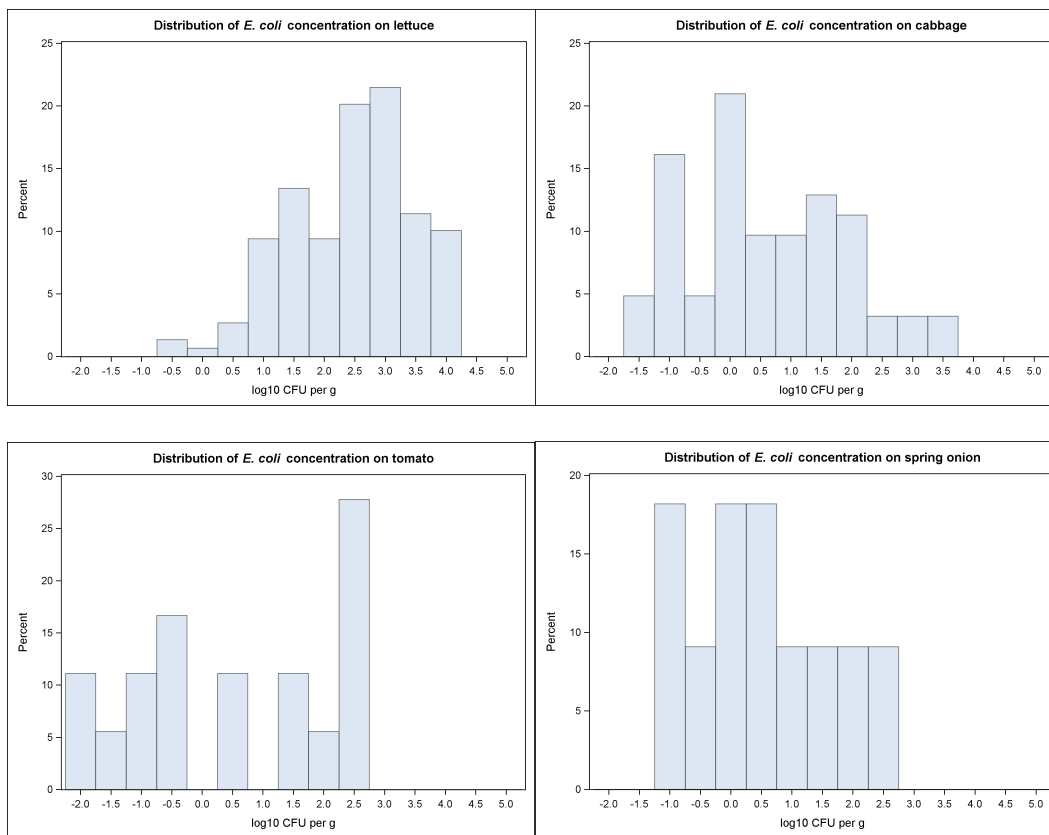 Distribution of E. coli concentration on lettuce
25
20
15
10
5
0
Percent
-2.0 -1.5 -1.0 -0.5 0.0 0.5 1.0 1.5 2.0 2.5 3.0 3.5 4.0 4.5 5.0
log10 CFU per g
Distribution of E. coli concentration on cabbage
25
20
15
10
5
0
Percent
-2.0 -1.5 -1.0 -0.5 0.0 0.5 1.0 1.5 2.0 2.5 3.0 3.5 4.0 4.5 5.0
log10 CFU per g
Distribution of E. coli concentration on tomato
30
25
20
15
10
5
0
Percent
-2.0 -1.5 -1.0 -0.5 0.0 0.5 1.0 1.5 2.0 2.5 3.0 3.5 4.0 4.5 5.0
log10 CFU per g
Distribution of E. coli concentration on spring onion
20
15
10
5
0
Percent
-2.0 -1.5 -1.0 -0.5 0.0 0.5 1.0 1.5 2.0 2.5 3.0 3.5 4.0 4.5 5.0
log10 CFU per g